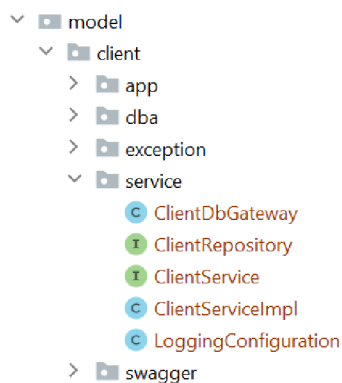 model
client
app
dba
exception
service
C ClientDbGateway
I ClientRepository
I ClientService
C ClientServiceImpl
C LoggingConfiguration
swagger